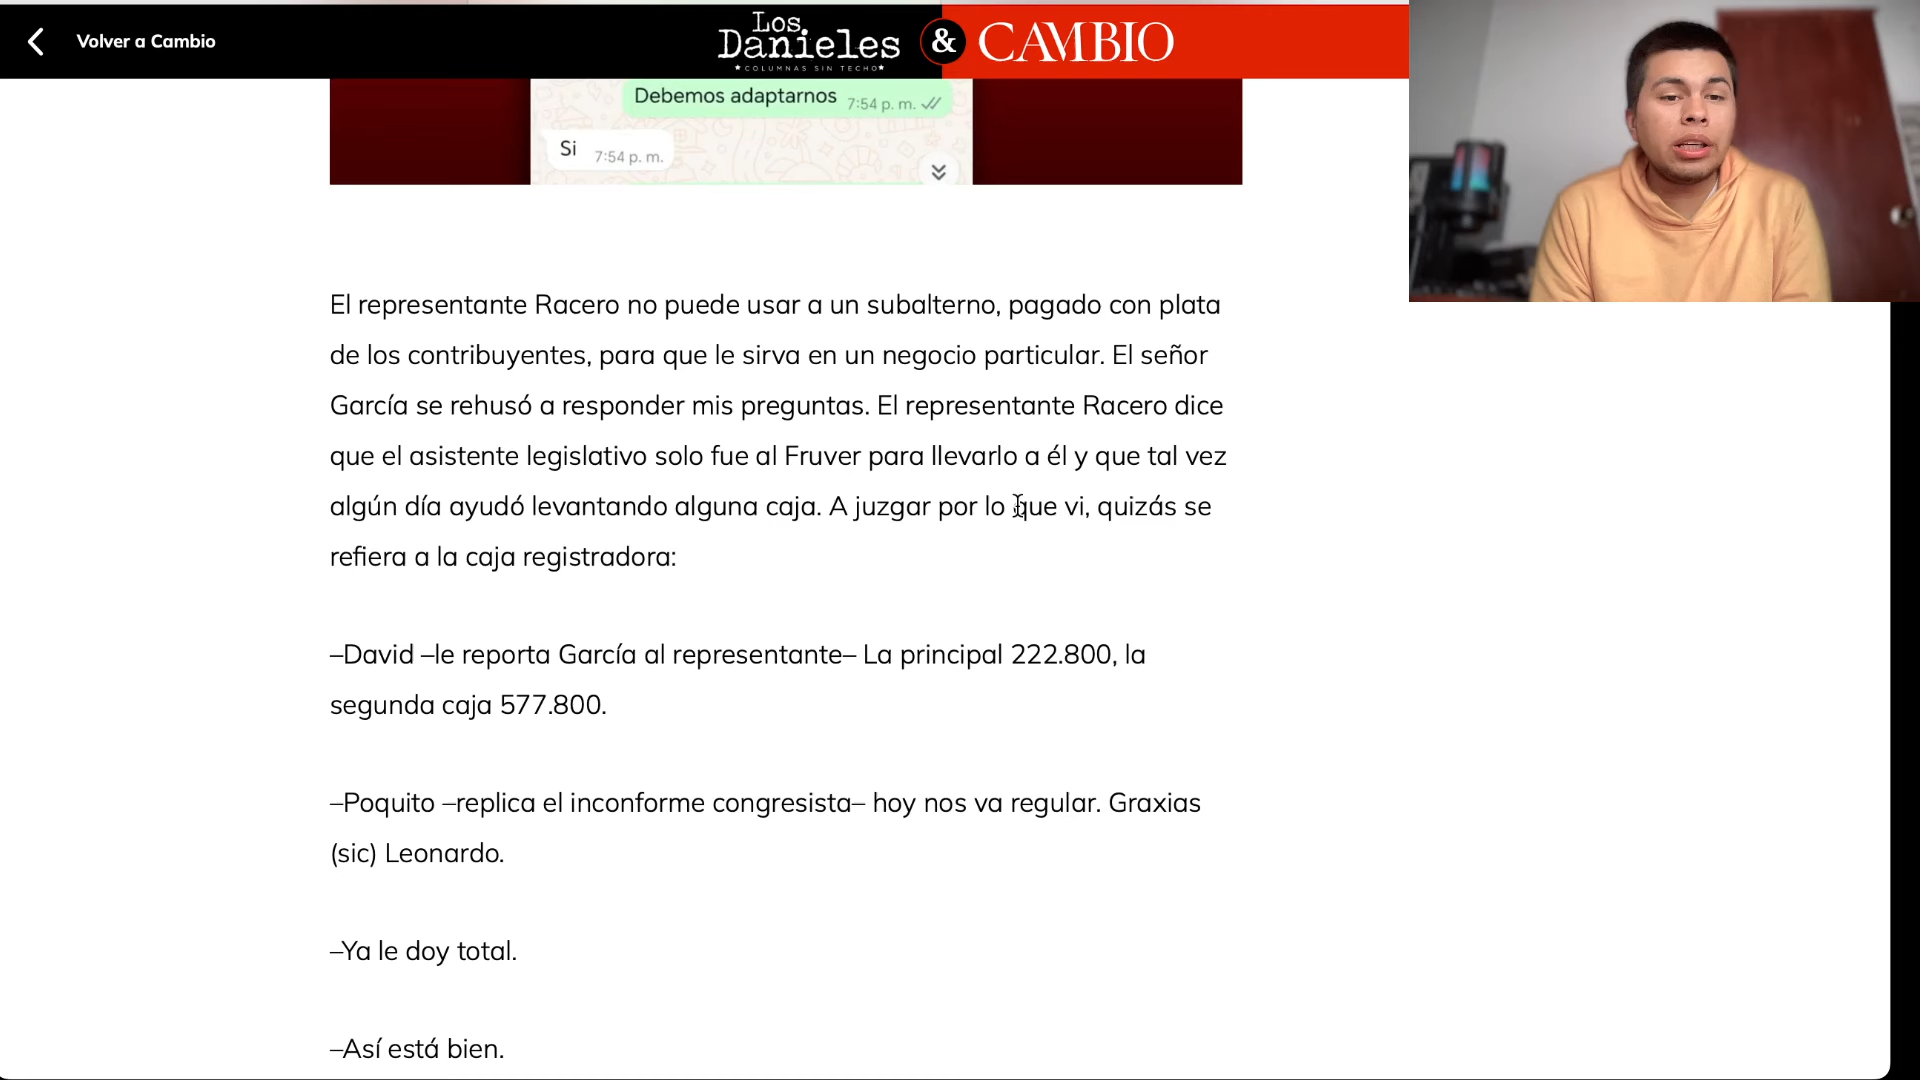 Volver a Cambio
Los Danieles & CAMBIO
COLUMNAS SIN TECHO
Debemos adaptarnos 7:54 p. m.
Si 7:54 p. m.
El representante Racero no puede usar a un subalterno, pagado con plata
de los contribuyentes, para que le sirva en un negocio particular. El señor
García se rehusó a responder mis preguntas. El representante Racero dice
que el asistente legislativo solo fue al Fruver para llevarlo a él y que tal vez
algún día ayudó levantando alguna caja. A juzgar por lo que vi, quizás se
refiera a la caja registradora:
–David –le reporta García al representante– La principal 222.800, la
segunda caja 577.800.
–Poquito –replica el inconforme congresista– hoy nos va regular. Graxias
(sic) Leonardo.
–Ya le doy total.
–Así está bien.